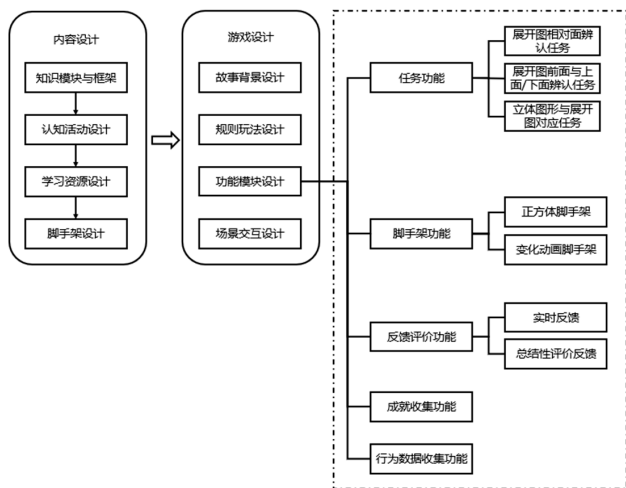 内容设计
知识模块与框架
认知活动设计
学习资源设计
脚手架设计
游戏设计
故事背景设计
规则玩法设计
功能模块设计
场景交互设计
任务功能
展开图相对面辨
认任务
展开图前面与上
面/下面辨认任务
立体图形与展开
图对应任务
脚手架功能
正方体脚手架
变化动画脚手架
反馈评价功能
实时反馈
总结性评价反馈
成就收集功能
行为数据收集功能